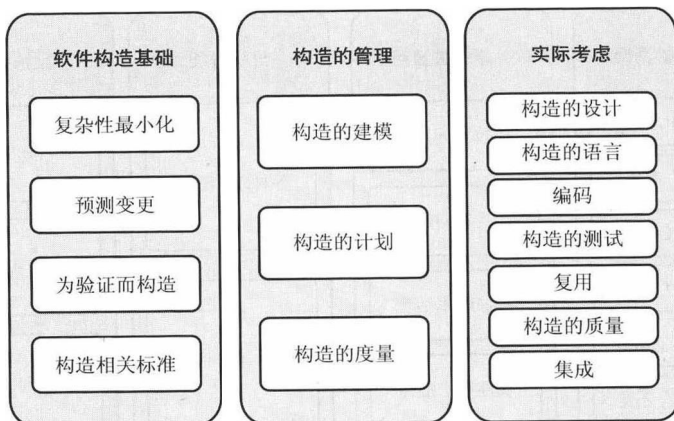 软件构造基础
复杂性最小化
预测变更
为验证而构造
构造相关标准
构造的管理
构造的建模
构造的计划
构造的度量
实际考虑
构造的设计
构造的语言
编码
构造的测试
复用
构造的质量
集成